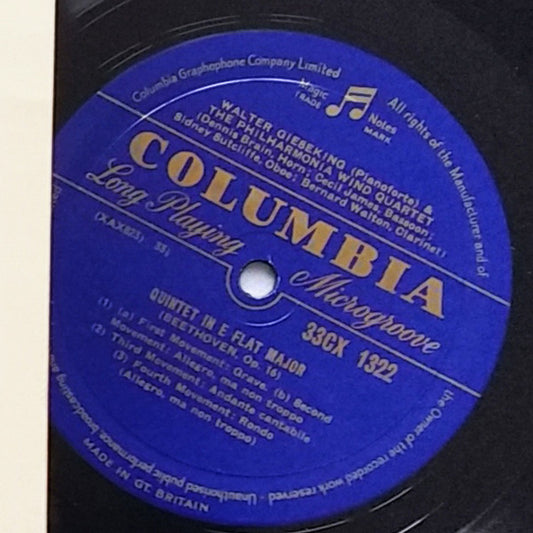 Columbia Graphophone Company Limited
All rights of the Manufacturer and of
the Owner of the recorded work reserved - Unauthorised public performance broadcasting
Magic Notes
TRADE MARK
WALTER GIESEKING (Pianoforte) &
THE PHILHARMONIA WIND QUARTET
(Dennis Brain, Horn; Cecil James, Bassoon;
Sidney Sutcliffe, Oboe; Bernard Walton, Clarinet)
COLUMBIA
Long Playing Microgroove
(XAX823) 33⅓
33CX 1322
QUINTET IN E FLAT MAJOR
(BEETHOVEN, Op. 16)
(1) (a) First Movement: Grave. (b) Second
Movement: Allegro, ma non troppo
(2) Third Movement: Andante cantabile
(3) Fourth Movement: Rondo
(Allegro, ma non troppo)
MADE IN GT. BRITAIN